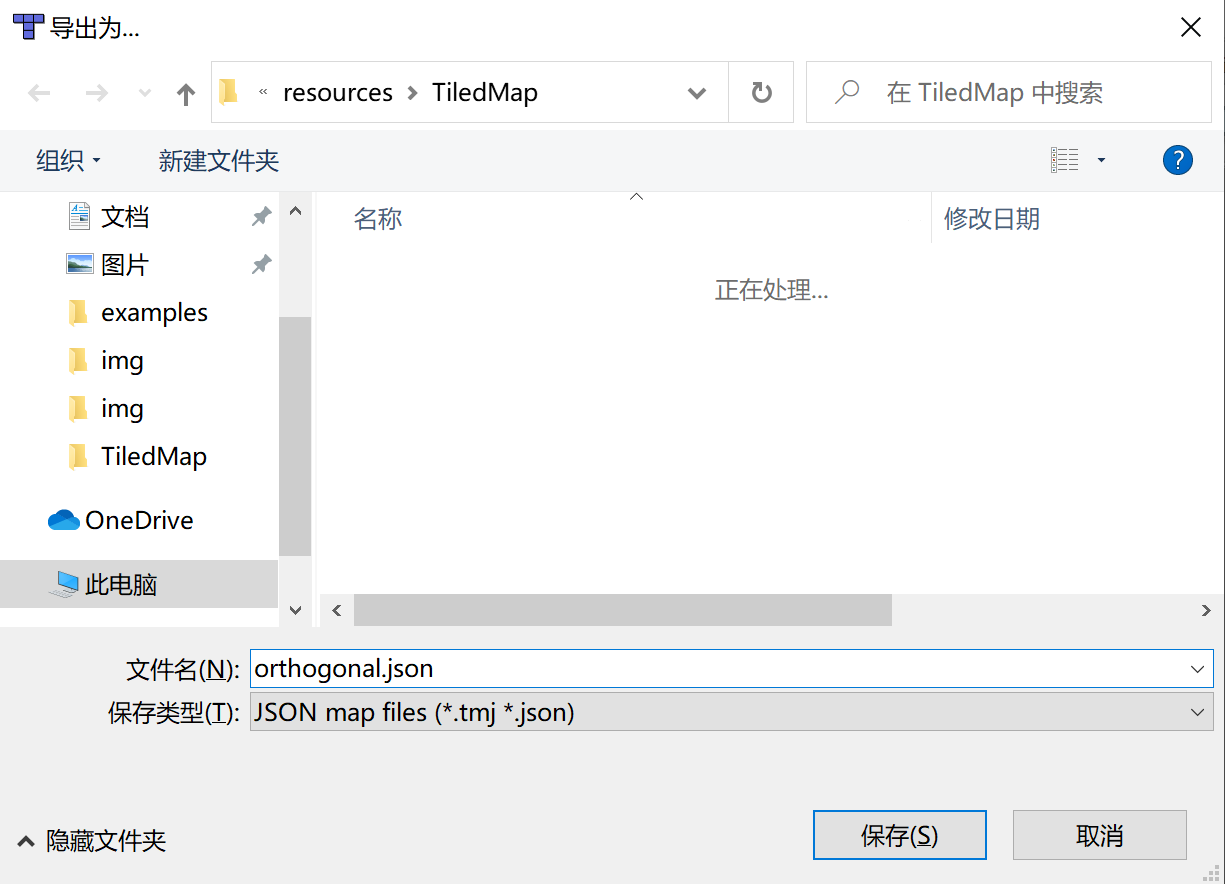 导出为...
« resources > TiledMap
在 TiledMap 中搜索
组织
新建文件夹
?
文档
图片
examples
img
img
TiledMap
OneDrive
此电脑
名称
修改日期
正在处理...
文件名(N): orthogonal.json
保存类型(T): JSON map files (*.tmj *.json)
隐藏文件夹
保存(S)
取消